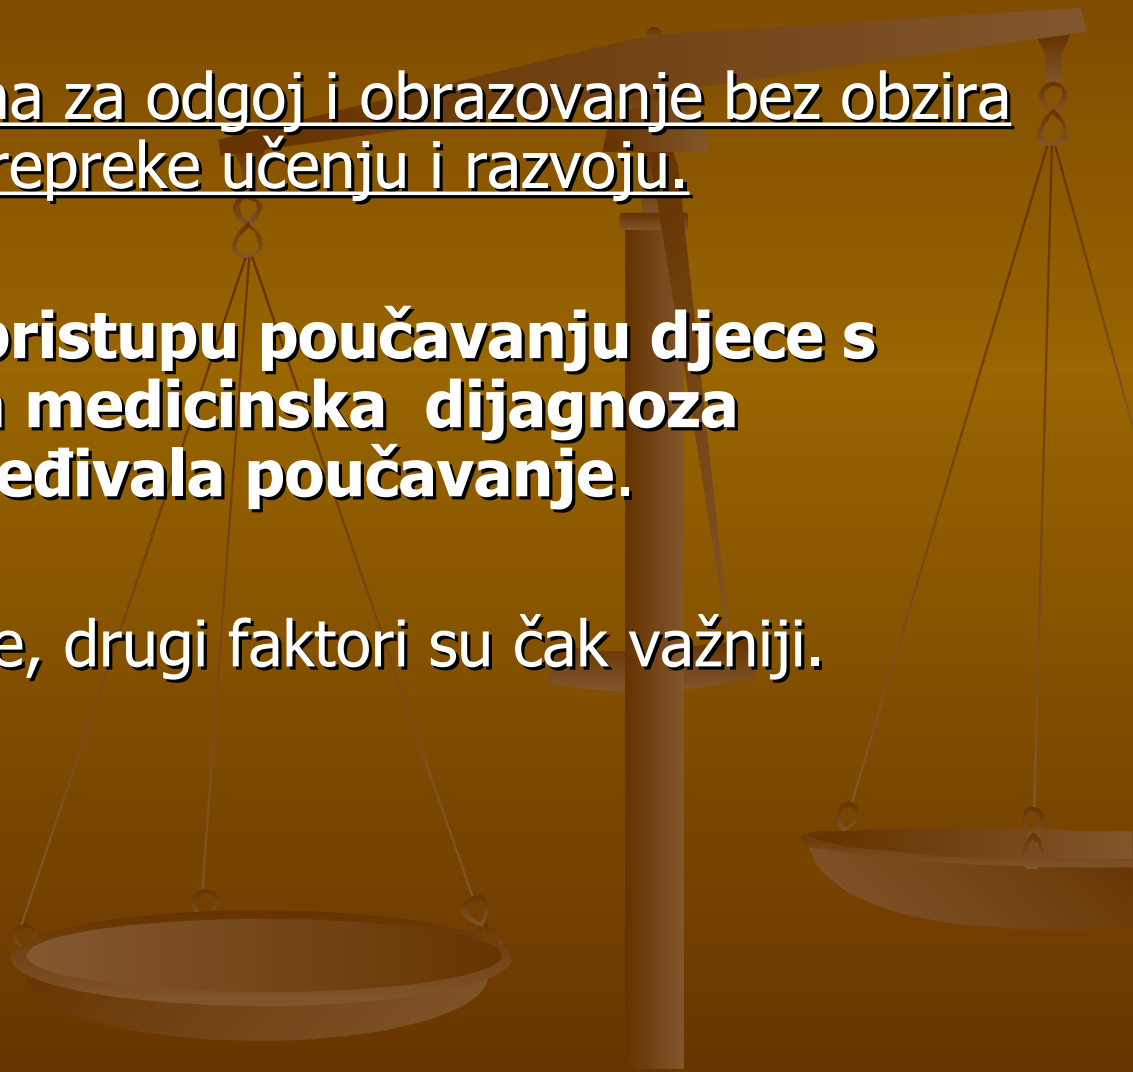 na za odgoj i obrazovanje bez obzira
repreke učenju i razvoju.
pristupu poučavanju djece s
medicinska dijagnoza
eđivala poučavanje.
e, drugi faktori su čak važniji.